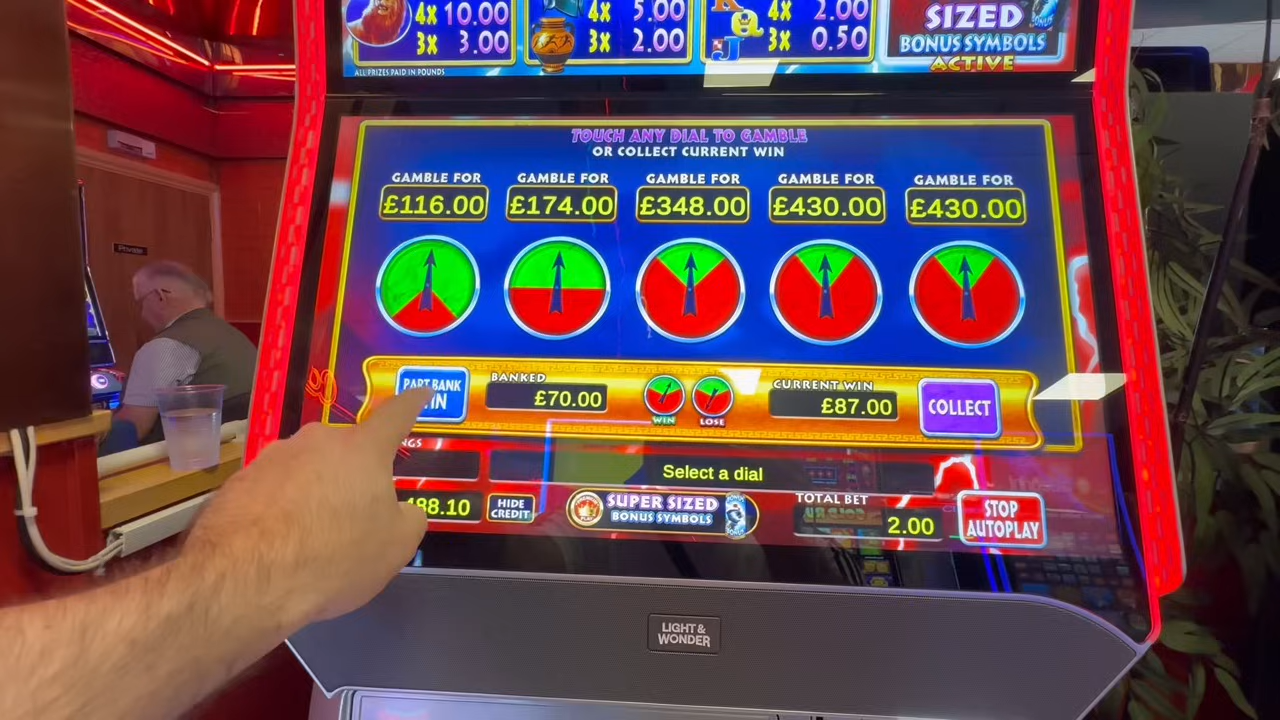 4X 10.00
3X 3.00
4X 5.00
3X 2.00
K
Q
J
4X 2.00
3X 0.50
SIZED
BONUS SYMBOLS
ACTIVE
ALL PRIZES PAID IN POUNDS
TOUCH ANY DIAL TO GAMBLE
OR COLLECT CURRENT WIN
GAMBLE FOR
£116.00
GAMBLE FOR
£174.00
GAMBLE FOR
£348.00
GAMBLE FOR
£430.00
GAMBLE FOR
£430.00
Private
PART BANK
BANKED
£70.00
WIN
LOSE
CURRENT WIN
£87.00
COLLECT
Select a dial
88.10
HIDE
CREDIT
SUPER SIZED
BONUS SYMBOLS
BONUS
TOTAL BET
2.00
STOP
AUTOPLAY
LIGHT &
WONDER